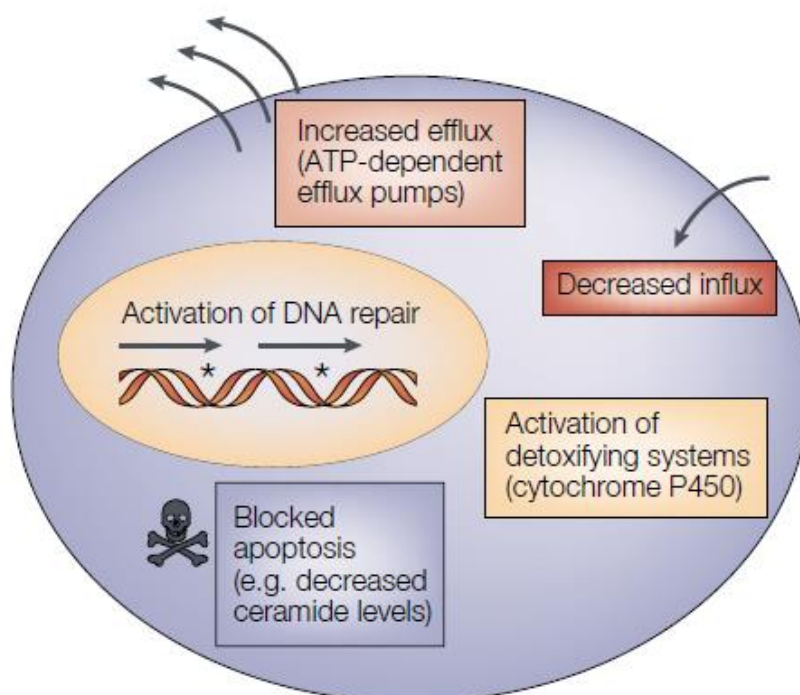 Increased efflux
(ATP-dependent
efflux pumps)
Decreased influx
Activation of DNA repair
* *
Activation of
detoxifying systems
(cytochrome P450)
Blocked
apoptosis
(e.g. decreased
ceramide levels)